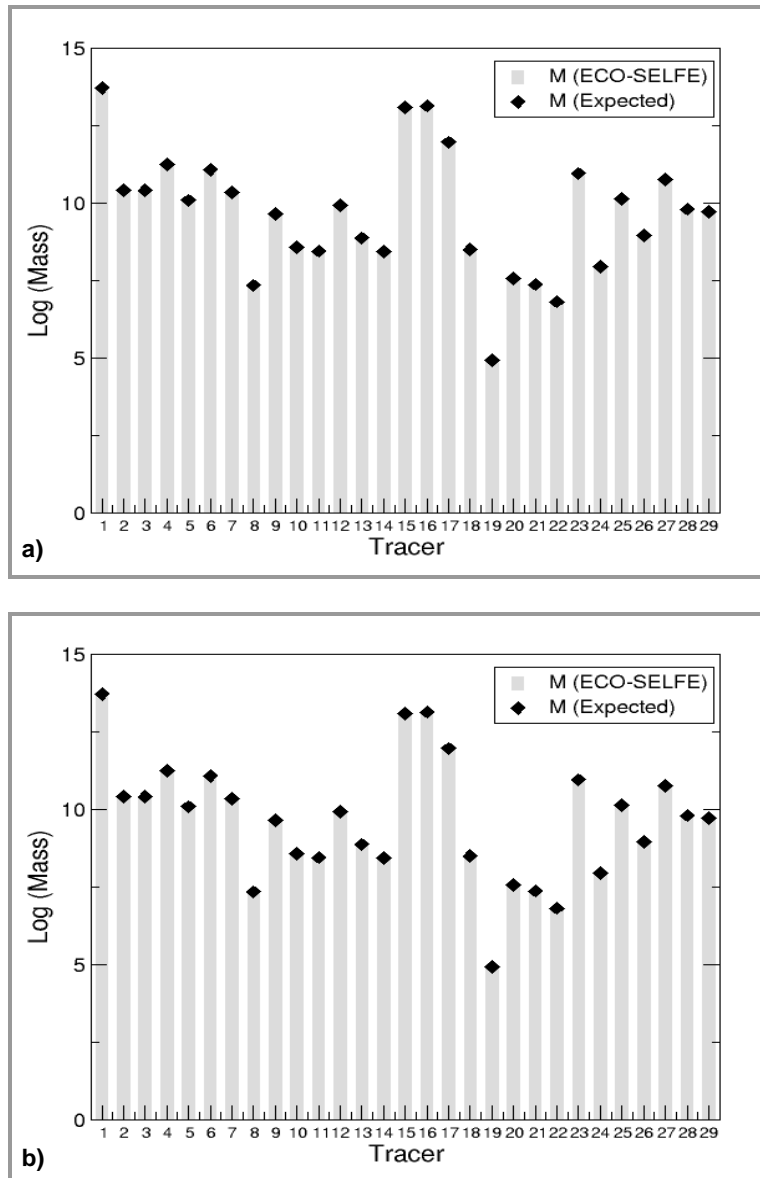 15
M (ECO-SELFE)
M (Expected)
10
Log (Mass)
5
0
1 2 3 4 5 6 7 8 9 10 11 12 13 14 15 16 17 18 19 20 21 22 23 24 25 26 27 28 29
a) Tracer
15
M (ECO-SELFE)
M (Expected)
10
Log (Mass)
5
0
1 2 3 4 5 6 7 8 9 10 11 12 13 14 15 16 17 18 19 20 21 22 23 24 25 26 27 28 29
b) Tracer